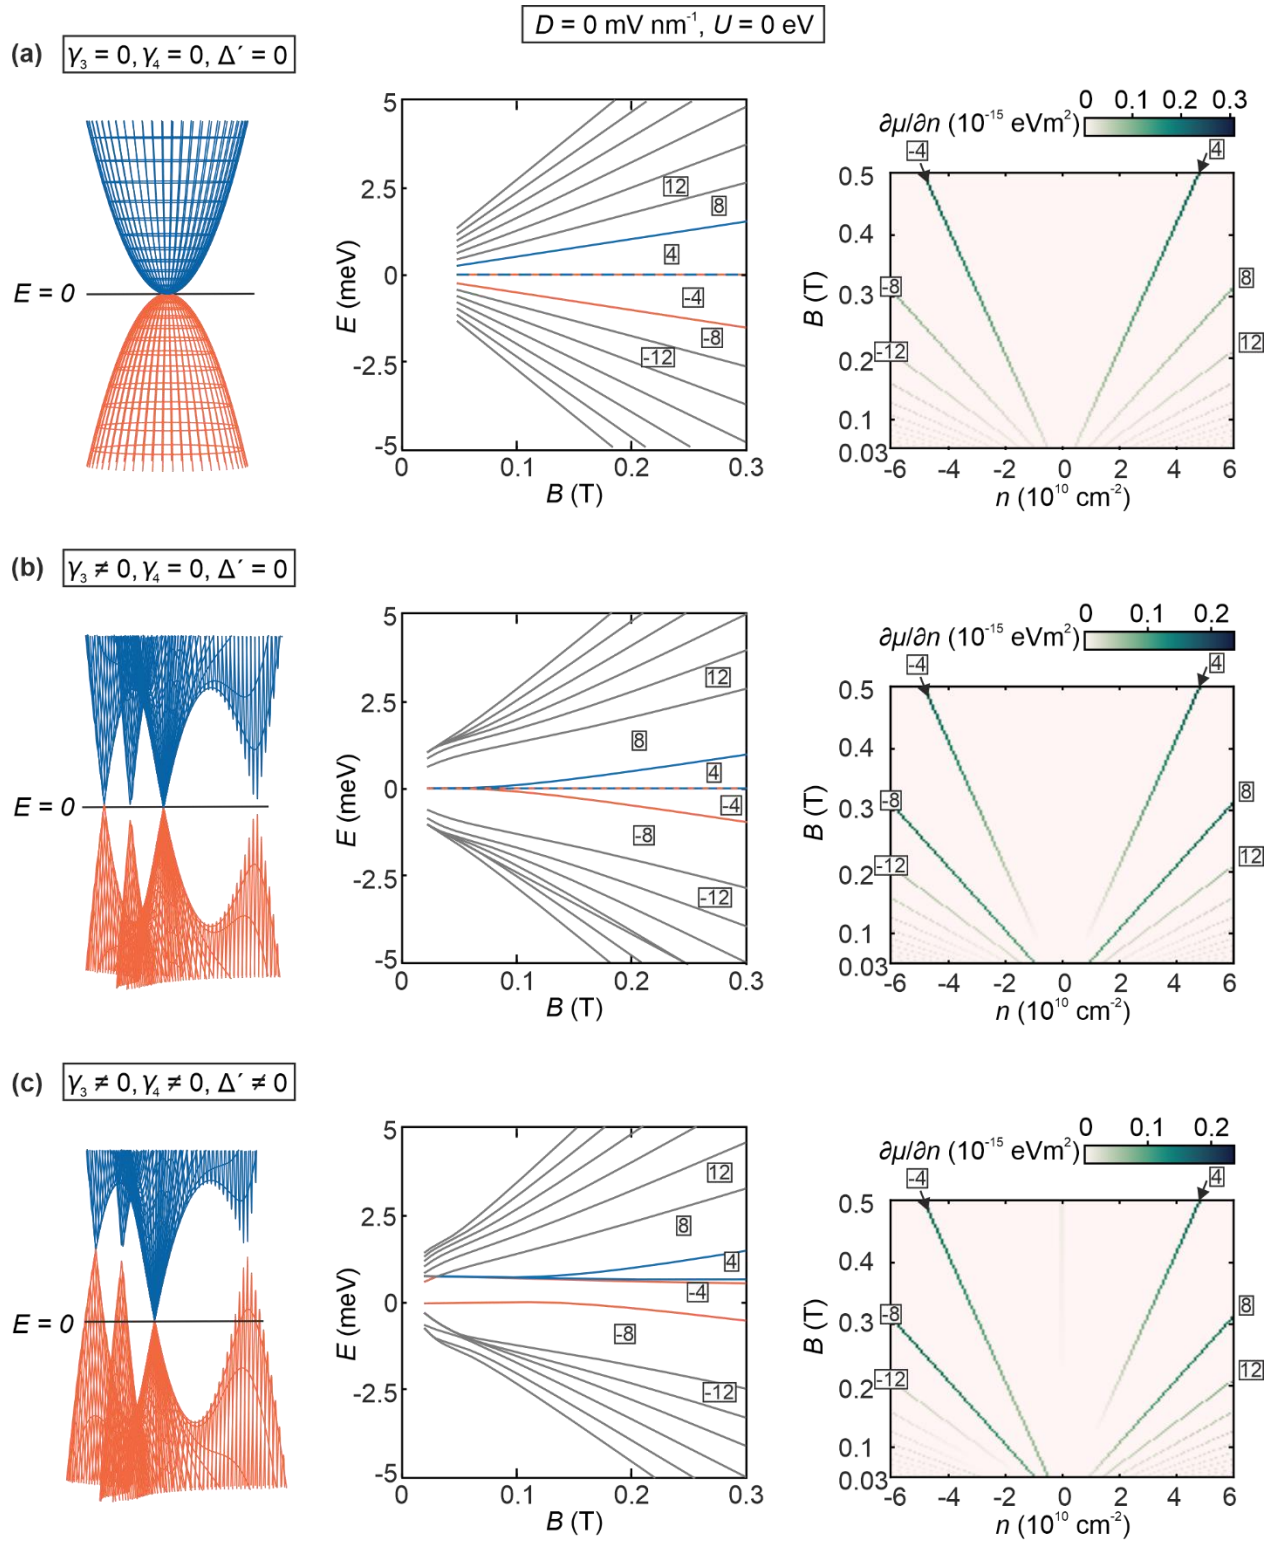 D = 0 mV nm⁻¹, U = 0 eV
(a) γ₃ = 0, γ₄ = 0, Δ´ = 0
E = 0
5
2.5
0
-2.5
-5
E (meV)
12
8
4
-4
-8
-12
0 0.1 0.2 0.3
B (T)
0 0.1 0.2 0.3
∂μ/∂n (10⁻¹⁵ eVm²)
-4 4
0.5
0.4
0.3
0.2
0.1
0.03
B (T)
-8 8
-12 12
-6 -4 -2 0 2 4 6
n (10¹⁰ cm⁻²)
(b) γ₃ ≠ 0, γ₄ = 0, Δ´ = 0
E = 0
5
2.5
0
-2.5
-5
E (meV)
12
8
4
-4
-8
-12
0 0.1 0.2 0.3
B (T)
0 0.1 0.2
∂μ/∂n (10⁻¹⁵ eVm²)
-4 4
0.5
0.4
0.3
0.2
0.1
0.03
B (T)
-8 8
-12 12
-6 -4 -2 0 2 4 6
n (10¹⁰ cm⁻²)
(c) γ₃ ≠ 0, γ₄ ≠ 0, Δ´ ≠ 0
E = 0
5
2.5
0
-2.5
-5
E (meV)
12
8
4
-4
-8
-12
0 0.1 0.2 0.3
B (T)
0 0.1 0.2
∂μ/∂n (10⁻¹⁵ eVm²)
-4 4
0.5
0.4
0.3
0.2
0.1
0.03
B (T)
-8 8
-12 12
-6 -4 -2 0 2 4 6
n (10¹⁰ cm⁻²)